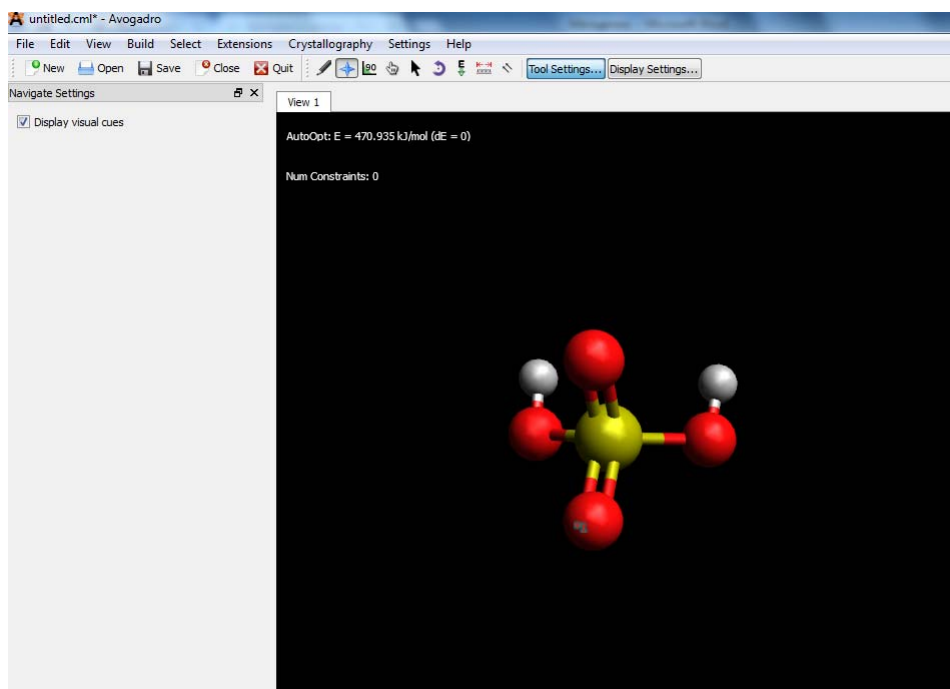 untitled.cml* - Avogadro
File Edit View Build Select Extensions Crystallography Settings Help
New Open Save Close Quit 90 E Tool Settings... Display Settings...
Navigate Settings
View 1
Display visual cues
AutoOpt: E = 470.935 kJ/mol (dE = 0)
Num Constraints: 0